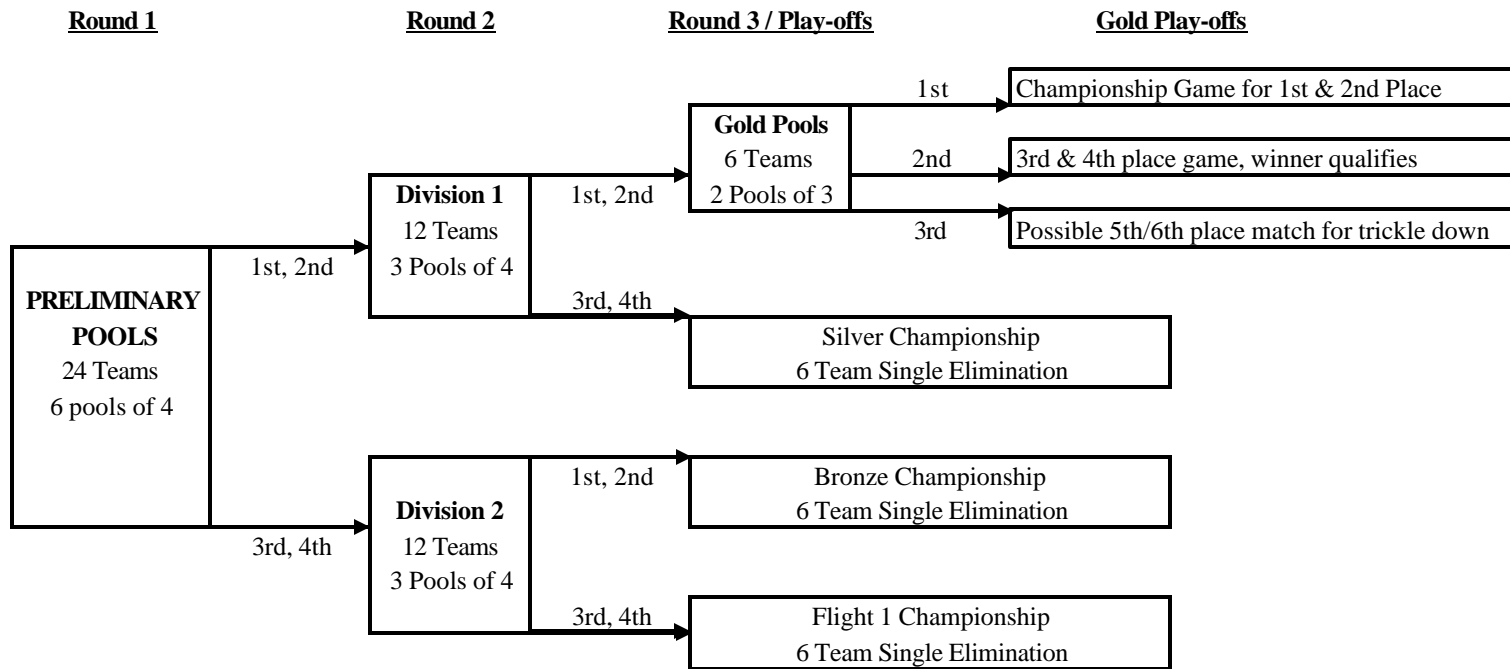 Round 1
Round 2
Round 3 / Play-offs
Gold Play-offs
1st
Championship Game for 1st & 2nd Place
Gold Pools
6 Teams
2 Pools of 3
2nd
3rd & 4th place game, winner qualifies
3rd
Possible 5th/6th place match for trickle down
1st, 2nd
Division 1
12 Teams
3 Pools of 4
1st, 2nd
3rd, 4th
PRELIMINARY
POOLS
24 Teams
6 pools of 4
Silver Championship
6 Team Single Elimination
1st, 2nd
Bronze Championship
6 Team Single Elimination
Division 2
12 Teams
3 Pools of 4
3rd, 4th
3rd, 4th
Flight 1 Championship
6 Team Single Elimination